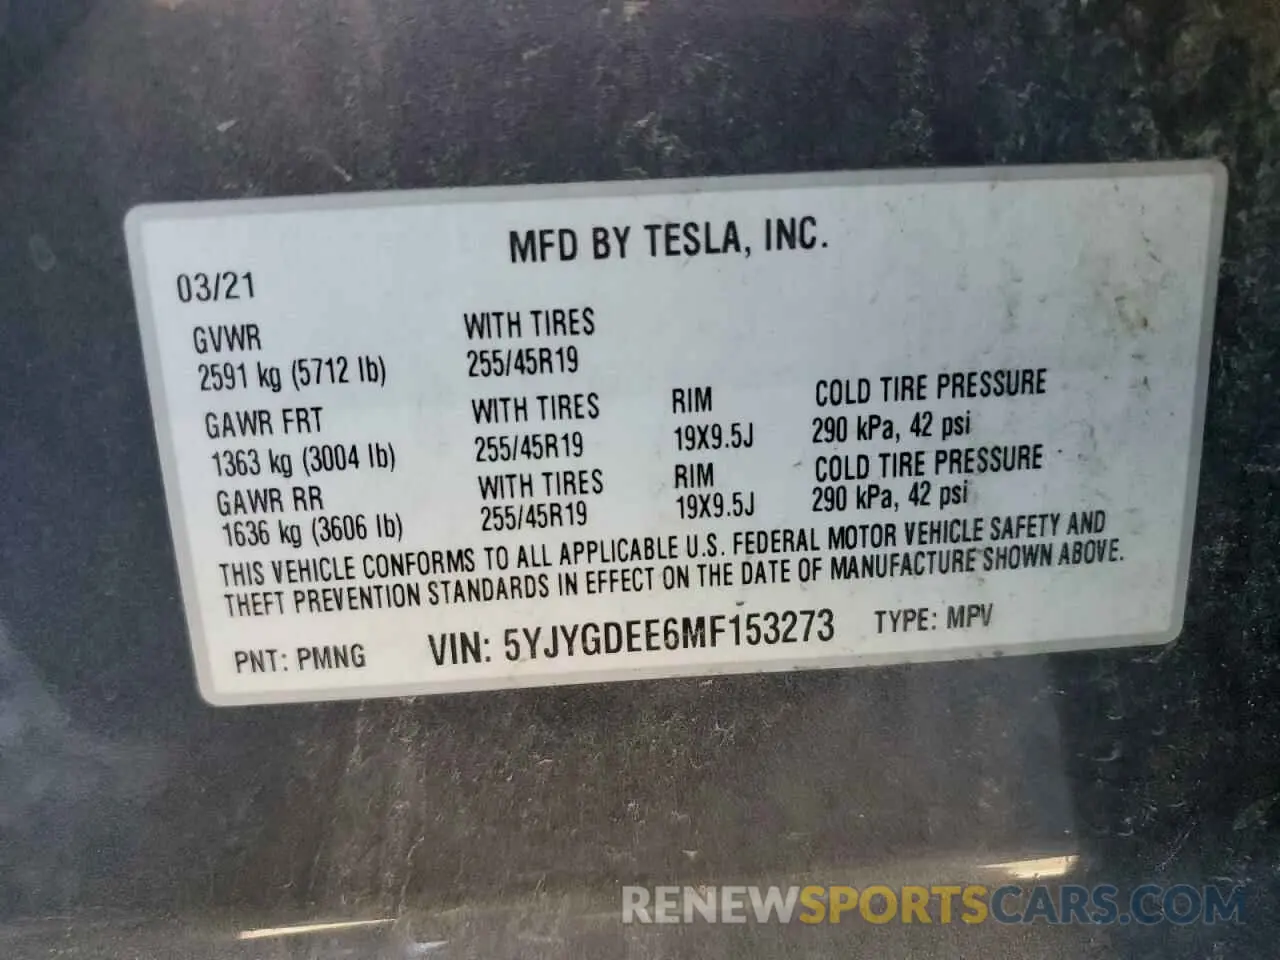 MFD BY TESLA, INC.
03/21
GVWR WITH TIRES
2591 kg (5712 lb) 255/45R19
GAWR FRT WITH TIRES RIM COLD TIRE PRESSURE
1363 kg (3004 lb) 255/45R19 19X9.5J 290 kPa, 42 psi
GAWR RR WITH TIRES RIM COLD TIRE PRESSURE
1636 kg (3606 lb) 255/45R19 19X9.5J 290 kPa, 42 psi
THIS VEHICLE CONFORMS TO ALL APPLICABLE U.S. FEDERAL MOTOR VEHICLE SAFETY AND
THEFT PREVENTION STANDARDS IN EFFECT ON THE DATE OF MANUFACTURE SHOWN ABOVE.
PNT: PMNG VIN: 5YJYGDEE6MF153273 TYPE: MPV
RENEWSPORTSCARS.COM